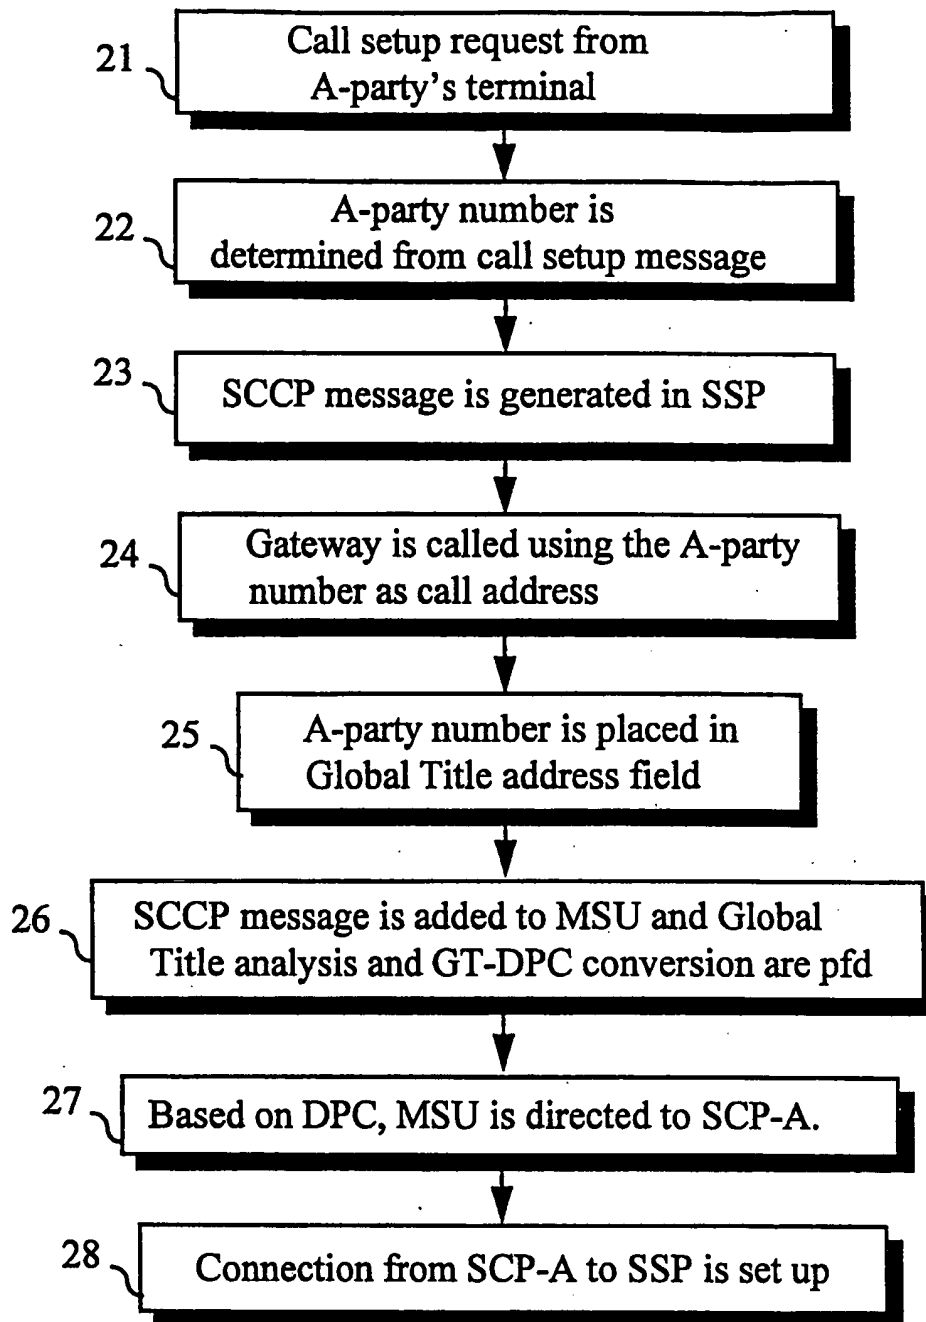 21
Call setup request from
A-party's terminal
22
A-party number is
determined from call setup message
23
SCCP message is generated in SSP
24
Gateway is called using the A-party
number as call address
25
A-party number is placed in
Global Title address field
26
SCCP message is added to MSU and Global
Title analysis and GT-DPC conversion are pfd
27
Based on DPC, MSU is directed to SCP-A.
28
Connection from SCP-A to SSP is set up